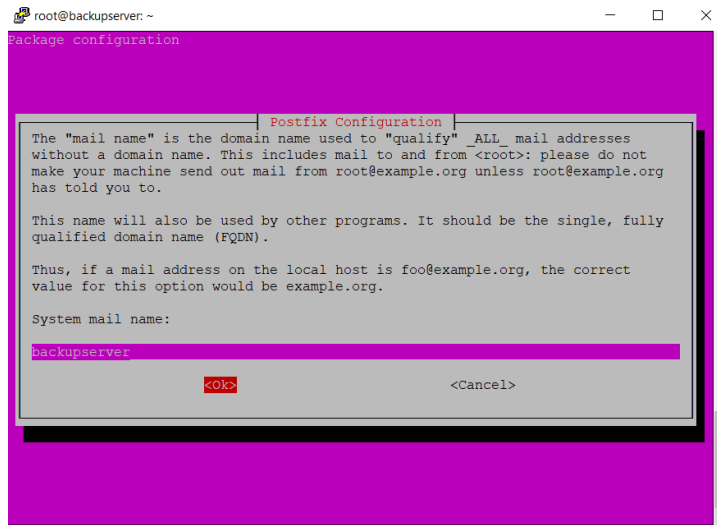 root@backupserver: ~
Package configuration
Postfix Configuration
The "mail name" is the domain name used to "qualify" _ALL_ mail addresses
without a domain name. This includes mail to and from <root>: please do not
make your machine send out mail from root@example.org unless root@example.org
has told you to.
This name will also be used by other programs. It should be the single, fully
qualified domain name (FQDN).
Thus, if a mail address on the local host is foo@example.org, the correct
value for this option would be example.org.
System mail name:
backupserver
<Ok> <Cancel>